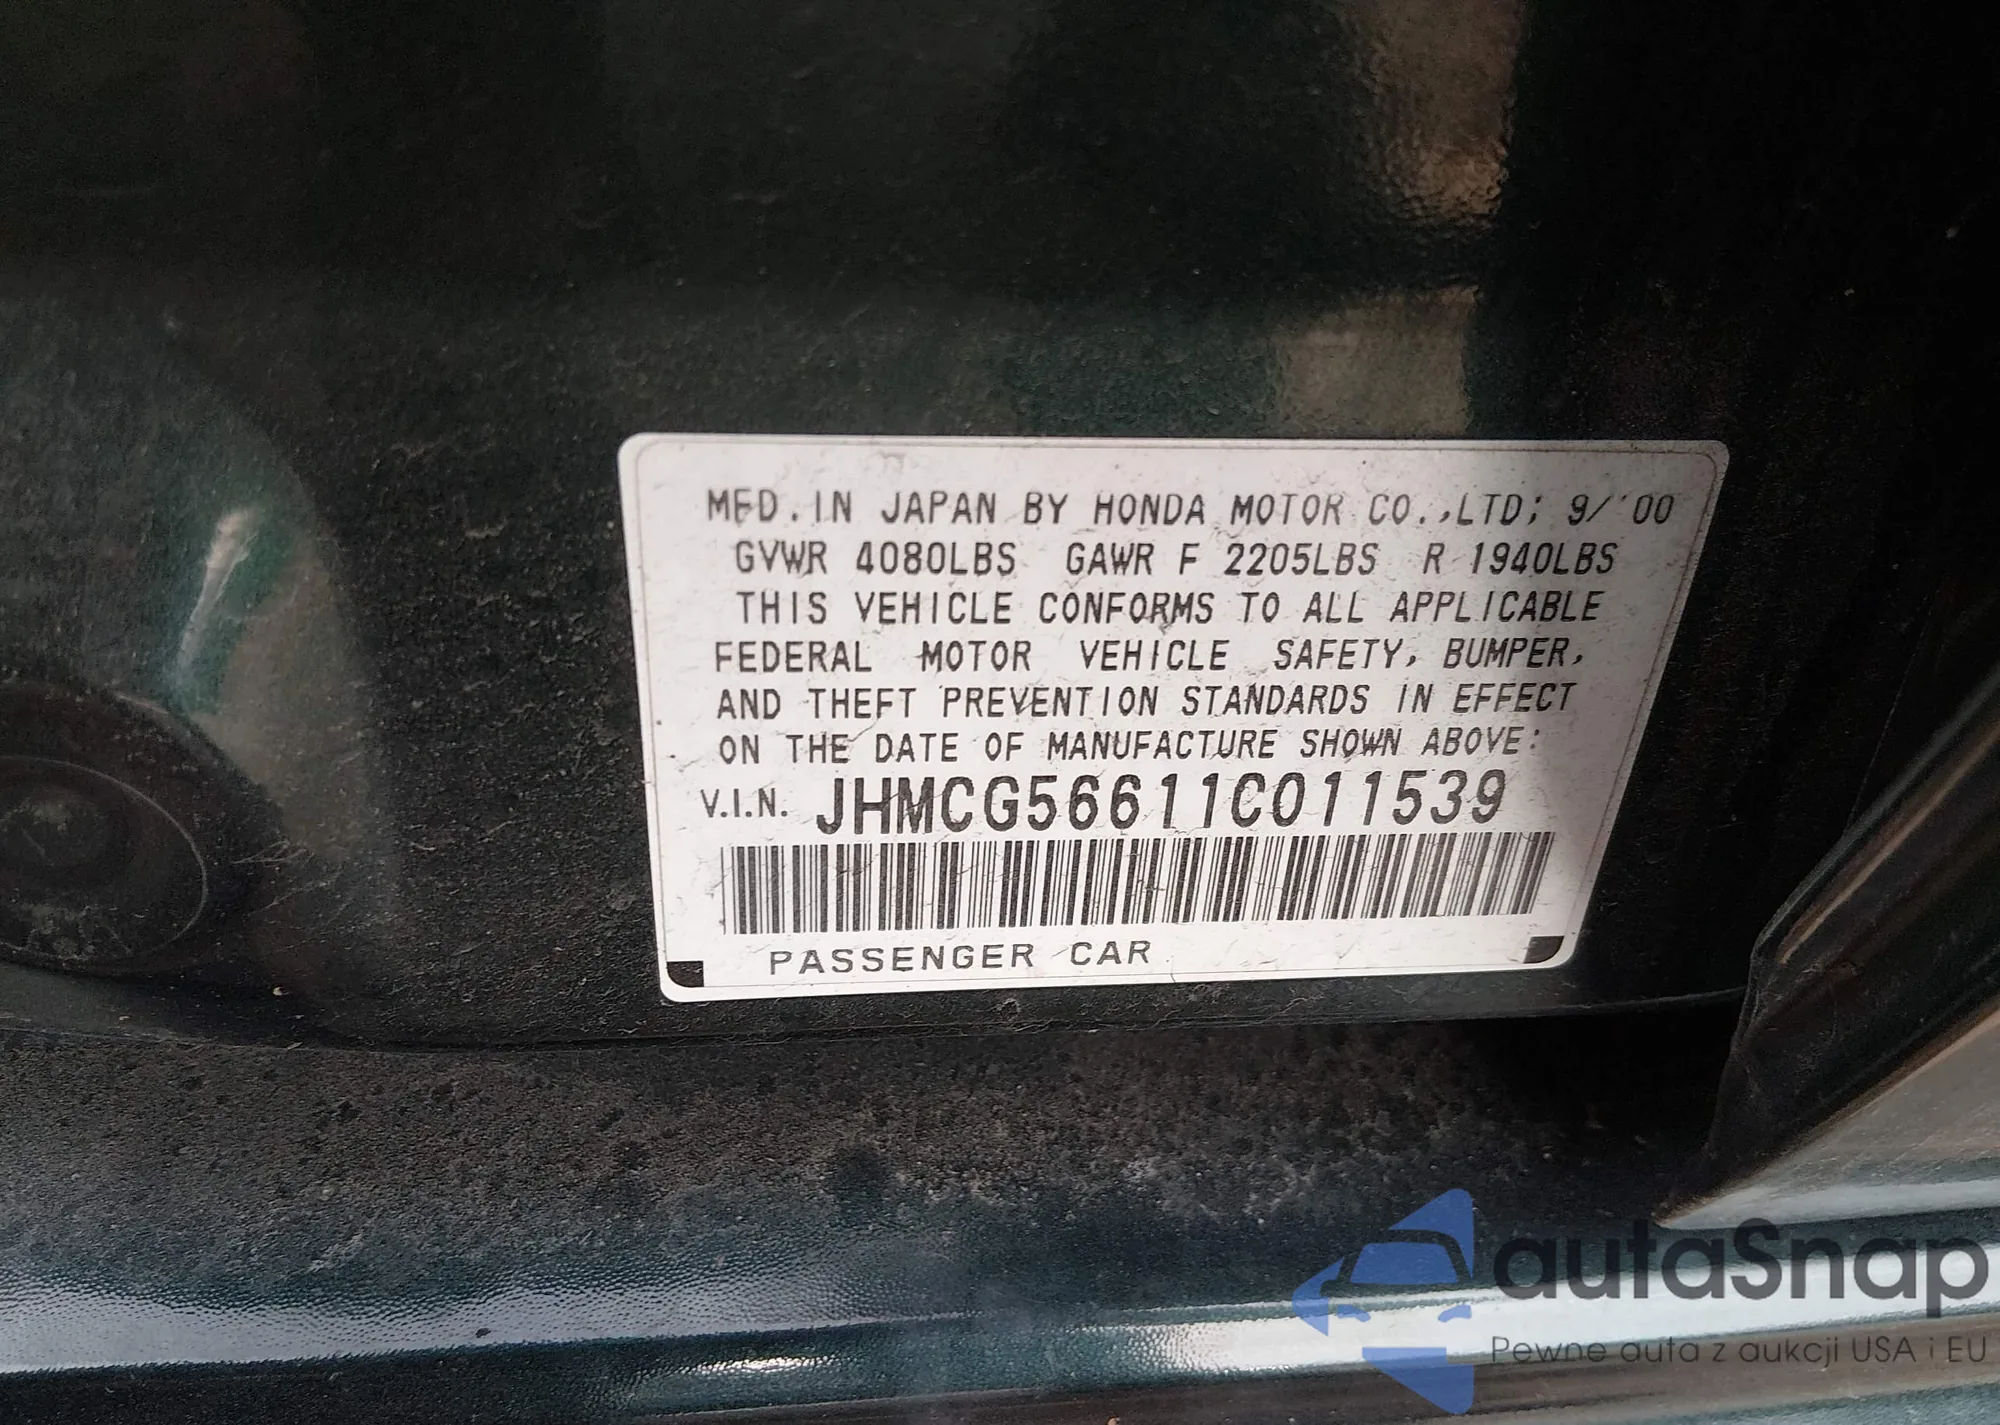 MFD. IN JAPAN BY HONDA MOTOR CO.,LTD; 9/'00
GVWR 4080LBS GAWR F 2205LBS R 1940LBS
THIS VEHICLE CONFORMS TO ALL APPLICABLE
FEDERAL MOTOR VEHICLE SAFETY, BUMPER,
AND THEFT PREVENTION STANDARDS IN EFFECT
ON THE DATE OF MANUFACTURE SHOWN ABOVE:
V.I.N. JHMCG56611C011539
PASSENGER CAR
autaSnap
Pewne auta z aukcji USA i EU